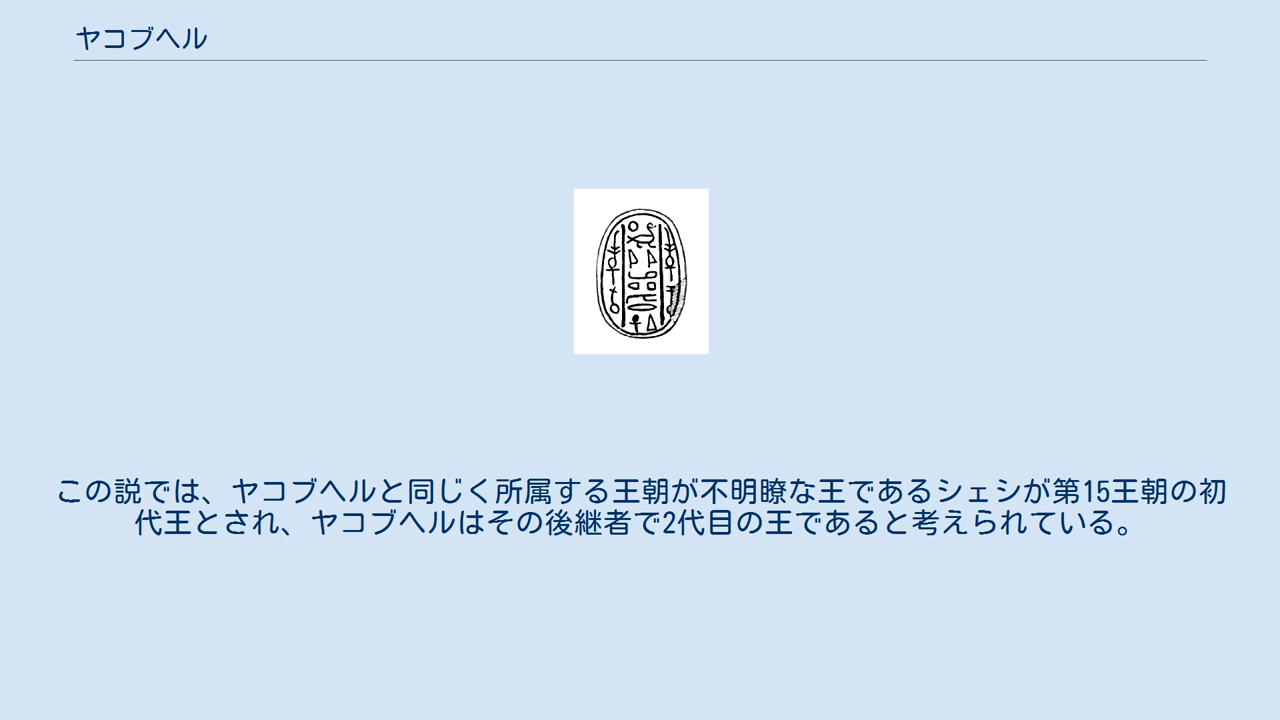 ヤコブヘル
この説では、ヤコブヘルと同じく所属する王朝が不明瞭な王であるシェシが第15王朝の初
代王とされ、ヤコブヘルはその後継者で2代目の王であると考えられている。